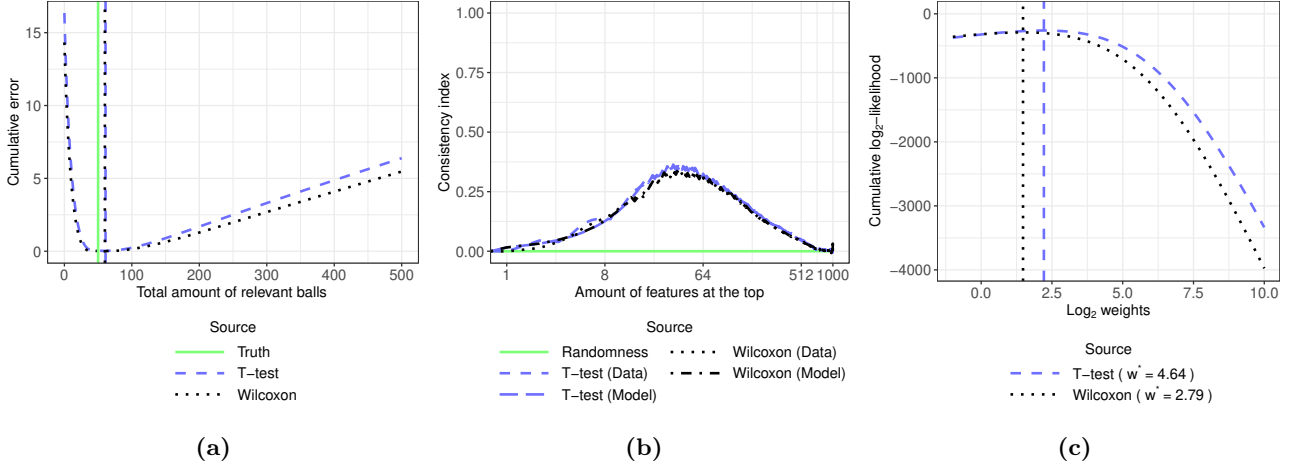 Cumulative error
15
10
5
0
0
100
200
300
400
500
Total amount of relevant balls
Source
Truth
T−test
Wilcoxon
(a)
Consistency index
1.00
0.75
0.50
0.25
0.00
1
8
64
512
1000
Amount of features at the top
Source
Randomness
T−test (Data)
T−test (Model)
Wilcoxon (Data)
Wilcoxon (Model)
(b)
Cumulative log₂−likelihood
0
−1000
−2000
−3000
−4000
0.0
2.5
5.0
7.5
10.0
Log₂ weights
Source
T−test ( w* = 4.64 )
Wilcoxon ( w* = 2.79 )
(c)